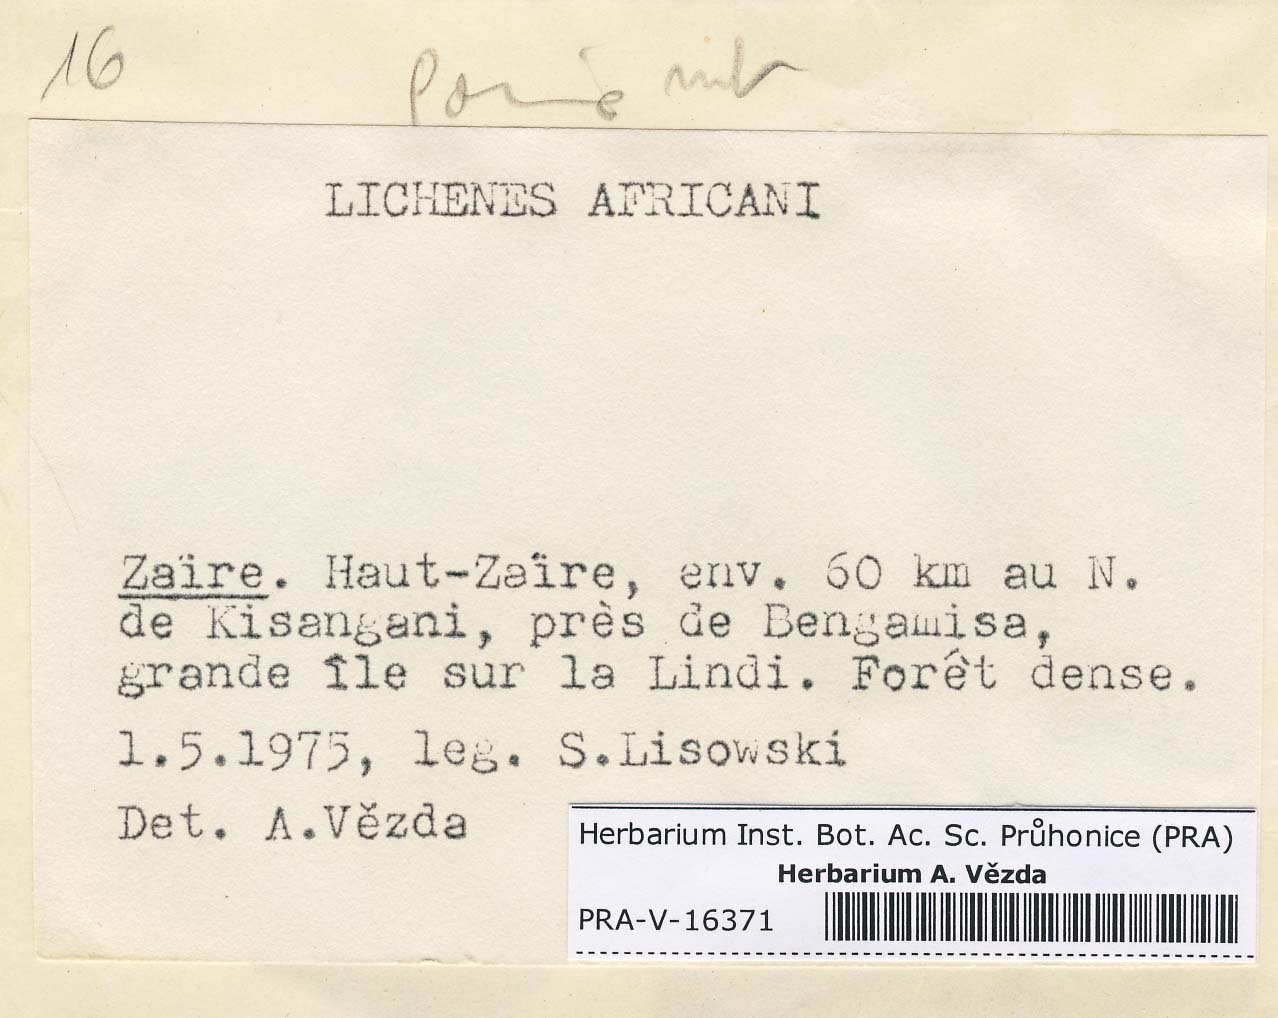 16
LICHENES AFRICANI
Zaïre. Haut-Zaïre, env. 60 km au N.
de Kisangani, près de Bengamisa,
grande île sur la Lindi. Forêt dense.
1.5.1975, leg. S.Lisowski
Det. A.Vězda
Herbarium Inst. Bot. Ac. Sc. Průhonice (PRA)
Herbarium A. Vězda
PRA-V-16371